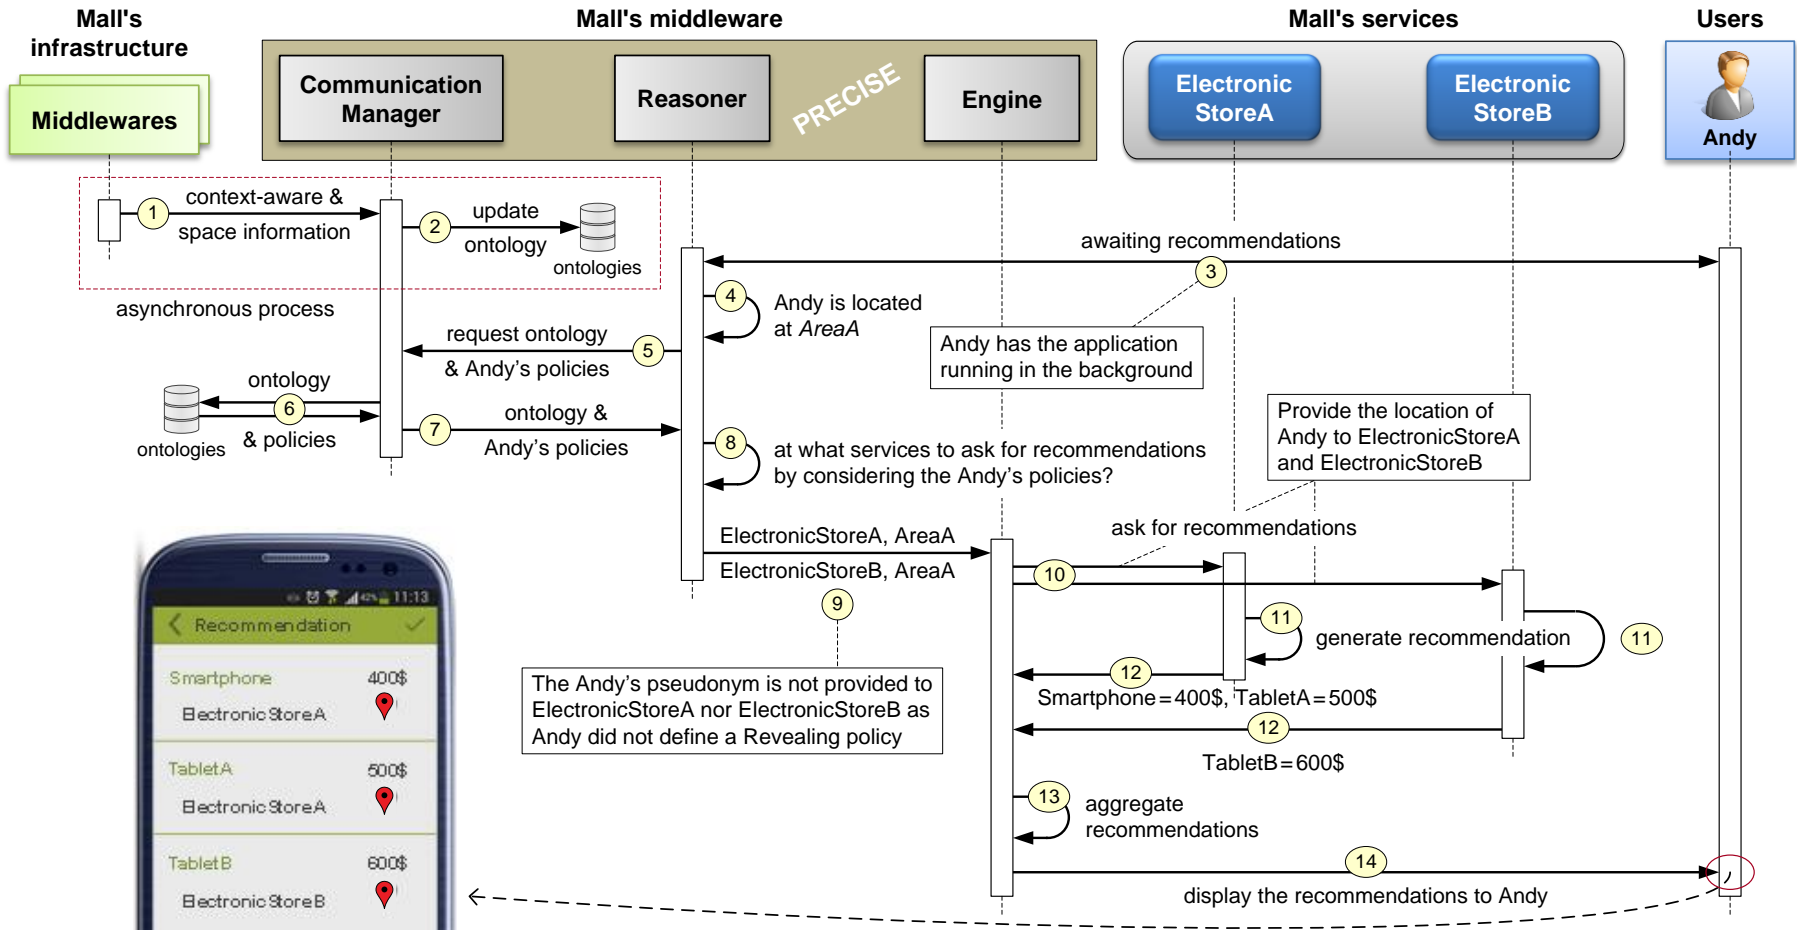 Mall's
infrastructure
Mall's middleware
Mall's services
Users
Middlewares
Communication
Manager
Reasoner
PRECISE
Engine
Electronic
StoreA
Electronic
StoreB
Andy
1
context-aware &
space information
2
update
ontology
ontologies
asynchronous process
awaiting recommendations
3
4
Andy is located
at AreaA
Andy has the application
running in the background
request ontology
5
& Andy's policies
ontology
6
& policies
ontologies
7
ontology &
Andy's policies
8
at what services to ask for recommendations
by considering the Andy's policies?
Provide the location of
Andy to ElectronicStoreA
and ElectronicStoreB
ElectronicStoreA, AreaA
ElectronicStoreB, AreaA
9
ask for recommendations
10
11
generate recommendation
11
The Andy's pseudonym is not provided to
ElectronicStoreA nor ElectronicStoreB as
Andy did not define a Revealing policy
12
Smartphone=400$, TabletA=500$
12
TabletB=600$
13
aggregate
recommendations
14
display the recommendations to Andy
42% 11:13
Recommendation
Smartphone 400$
ElectronicStoreA
TabletA 500$
ElectronicStoreA
TabletB 600$
ElectronicStoreB